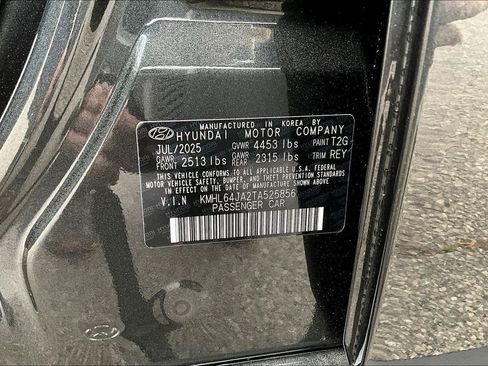 MANUFACTURED IN KOREA BY
HYUNDAI MOTOR COMPANY
JUL/2025 GVWR 4453 lbs PAINT T2G
GAWR FRONT 2513 lbs GAWR REAR 2315 lbs TRIM REY
THIS VEHICLE CONFORMS TO ALL APPLICABLE U.S.A. FEDERAL
MOTOR VEHICLE SAFETY, BUMPER, AND THEFT PREVENTION STANDARDS
IN EFFECT ON THE DATE OF MANUFACTURE SHOWN ABOVE.
V.I.N KMHL64JA2TA525856
PASSENGER CAR